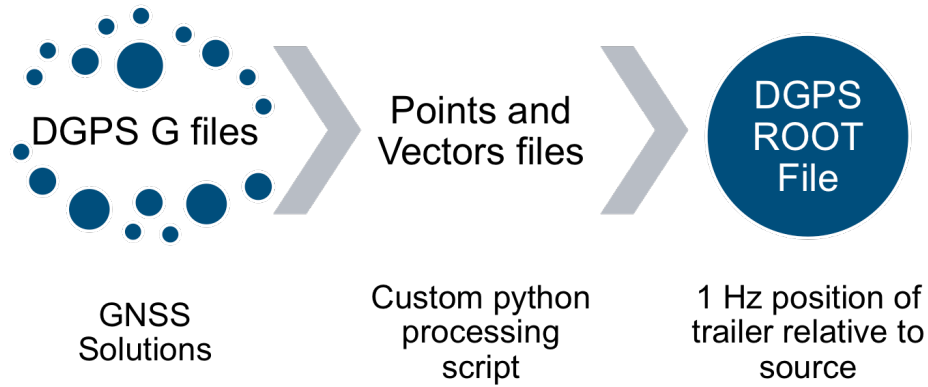 DGPS G files
Points and
Vectors files
DGPS
ROOT
File
GNSS
Solutions
Custom python
processing
script
1 Hz position of
trailer relative to
source